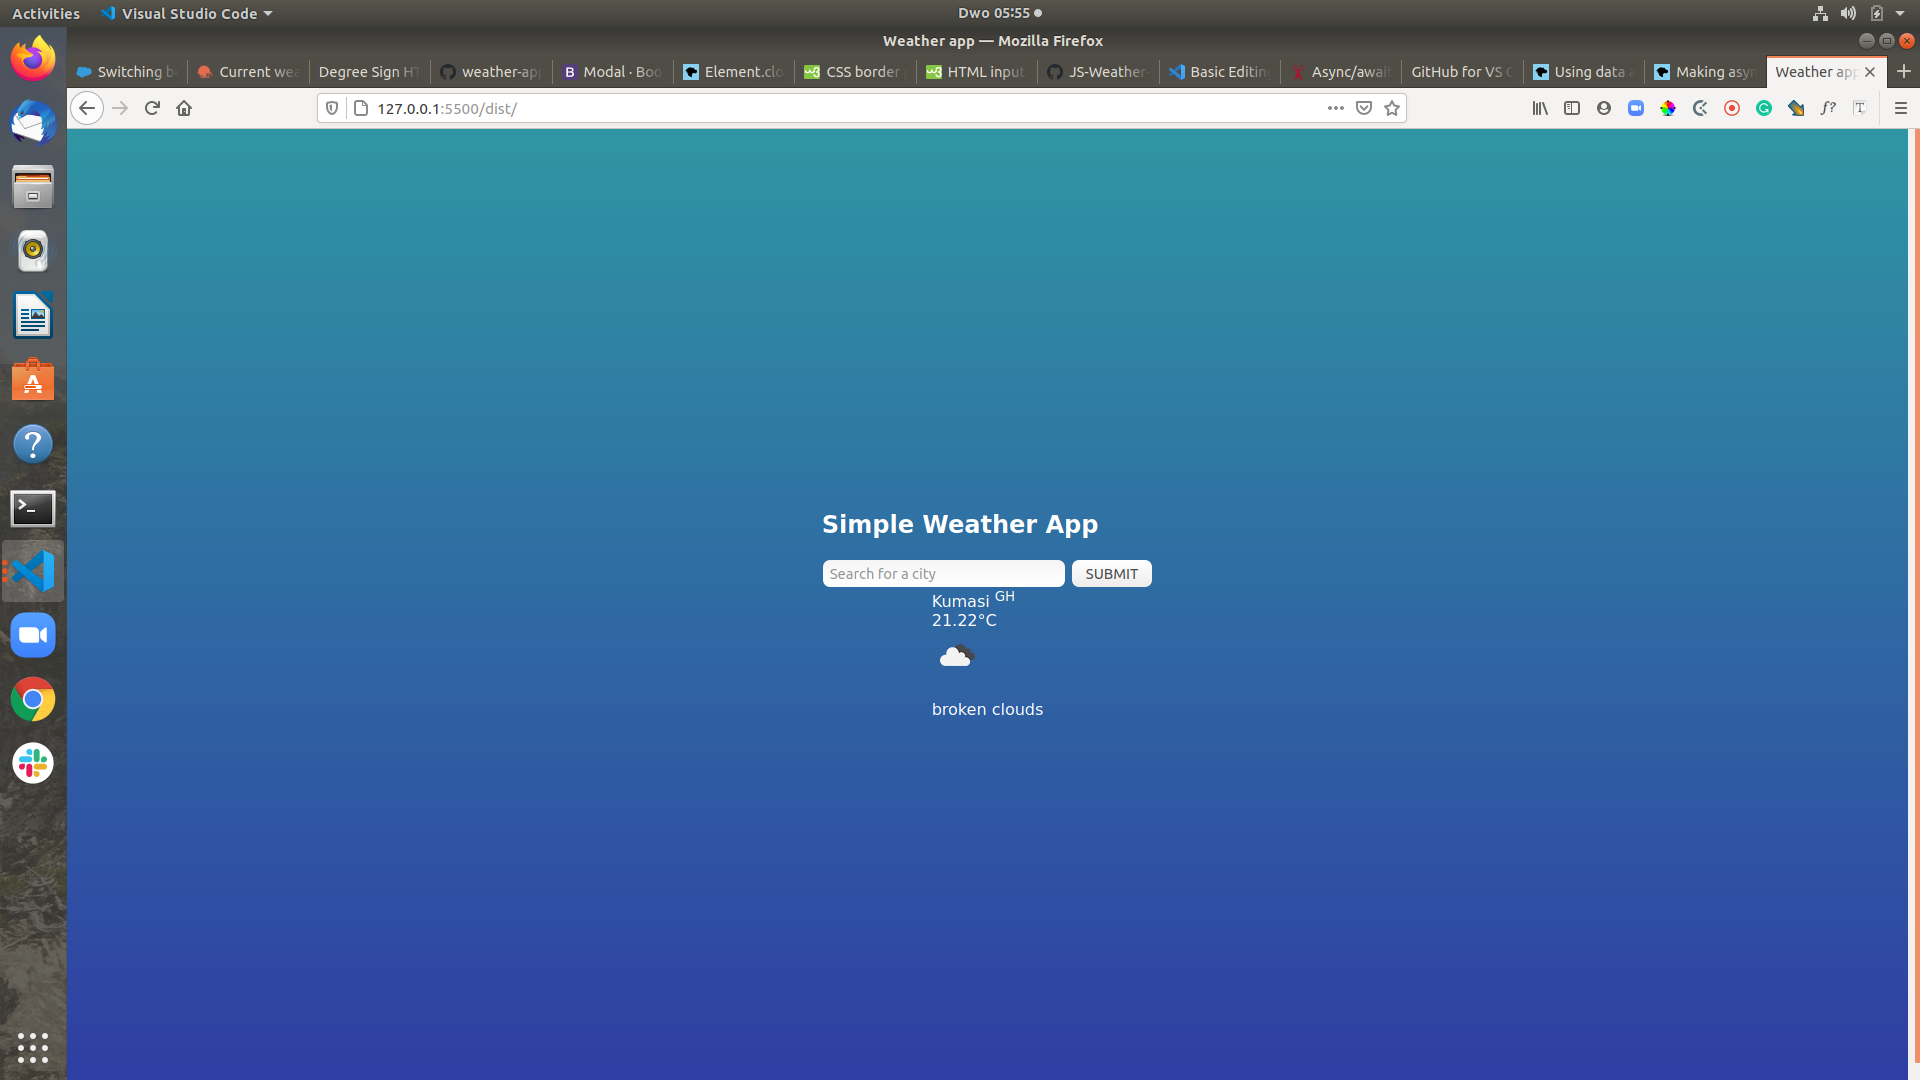 Activities
Visual Studio Code
Dwo 05:55
Weather app — Mozilla Firefox
Switching b
Current wea
Degree Sign HT
weather-app
Modal · Boo
Element.clo
CSS border
HTML input
JS-Weather-
Basic Editing
Async/await
GitHub for VS C
Using data a
Making asyn
Weather app
127.0.0.1:5500/dist/
Simple Weather App
Search for a city
SUBMIT
Kumasi GH
21.22°C
broken clouds